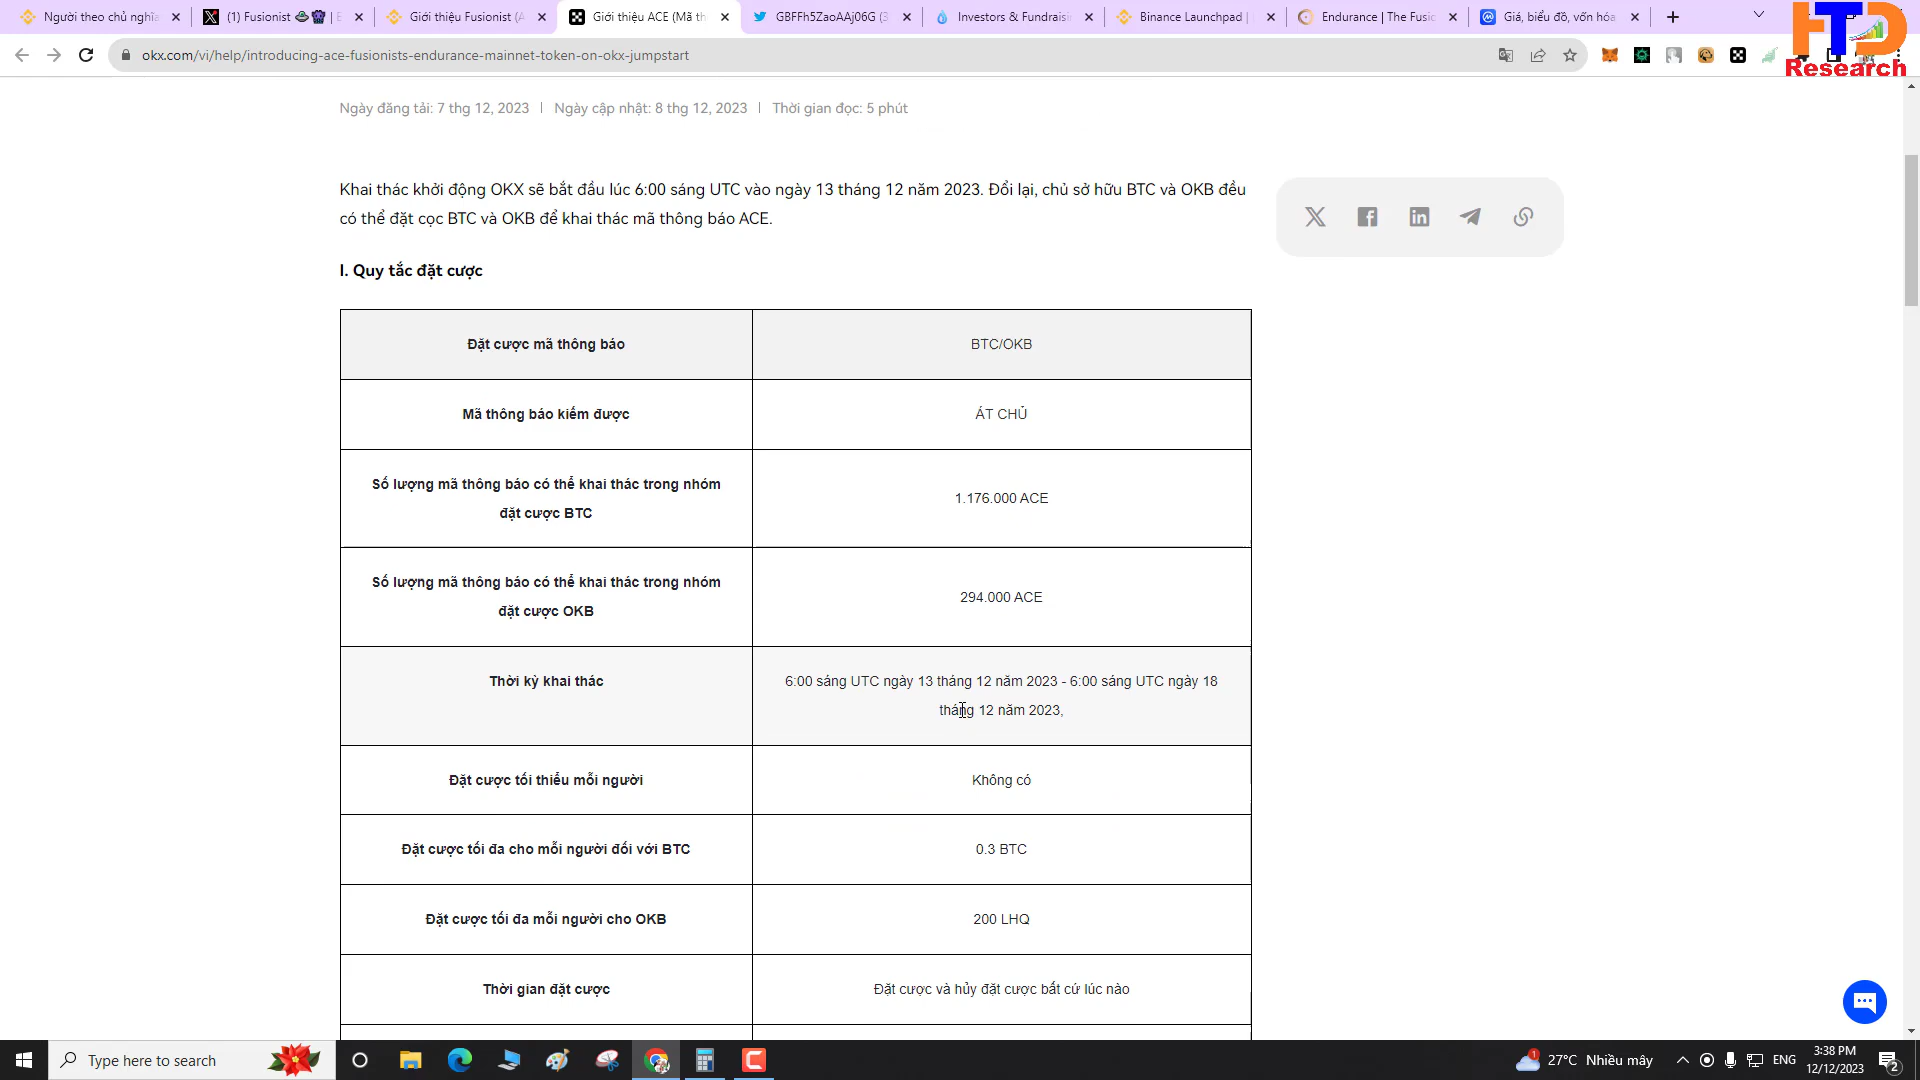 Người theo chủ nghĩa
(1) Fusionist
Giới thiệu Fusionist (A
Giới thiệu ACE (Mã th
GBFFh5ZaoAAj06G (3
Investors & Fundraisi
Binance Launchpad |
Endurance | The Fusic
Giá, biểu đồ, vốn hóa
HTD
Research
okx.com/vi/help/introducing-ace-fusionists-endurance-mainnet-token-on-okx-jumpstart
Ngày đăng tải: 7 thg 12, 2023 | Ngày cập nhật: 8 thg 12, 2023 | Thời gian đọc: 5 phút
Khai thác khởi động OKX sẽ bắt đầu lúc 6:00 sáng UTC vào ngày 13 tháng 12 năm 2023. Đổi lại, chủ sở hữu BTC và OKB đều
có thể đặt cọc BTC và OKB để khai thác mã thông báo ACE.
I. Quy tắc đặt cược
Đặt cược mã thông báo
BTC/OKB
Mã thông báo kiếm được
ÁT CHỦ
Số lượng mã thông báo có thể khai thác trong nhóm
đặt cược BTC
1.176.000 ACE
Số lượng mã thông báo có thể khai thác trong nhóm
đặt cược OKB
294.000 ACE
Thời kỳ khai thác
6:00 sáng UTC ngày 13 tháng 12 năm 2023 - 6:00 sáng UTC ngày 18
tháng 12 năm 2023,
Đặt cược tối thiểu mỗi người
Không có
Đặt cược tối đa cho mỗi người đối với BTC
0.3 BTC
Đặt cược tối đa mỗi người cho OKB
200 LHQ
Thời gian đặt cược
Đặt cược và hủy đặt cược bất cứ lúc nào
Type here to search
1
27°C Nhiều mây
ENG
3:38 PM
12/12/2023
2